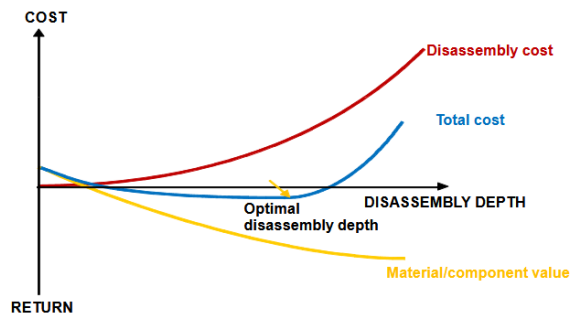 COST
Disassembly cost
Total cost
DISASSEMBLY DEPTH
Optimal
disassembly depth
Material/component value
RETURN